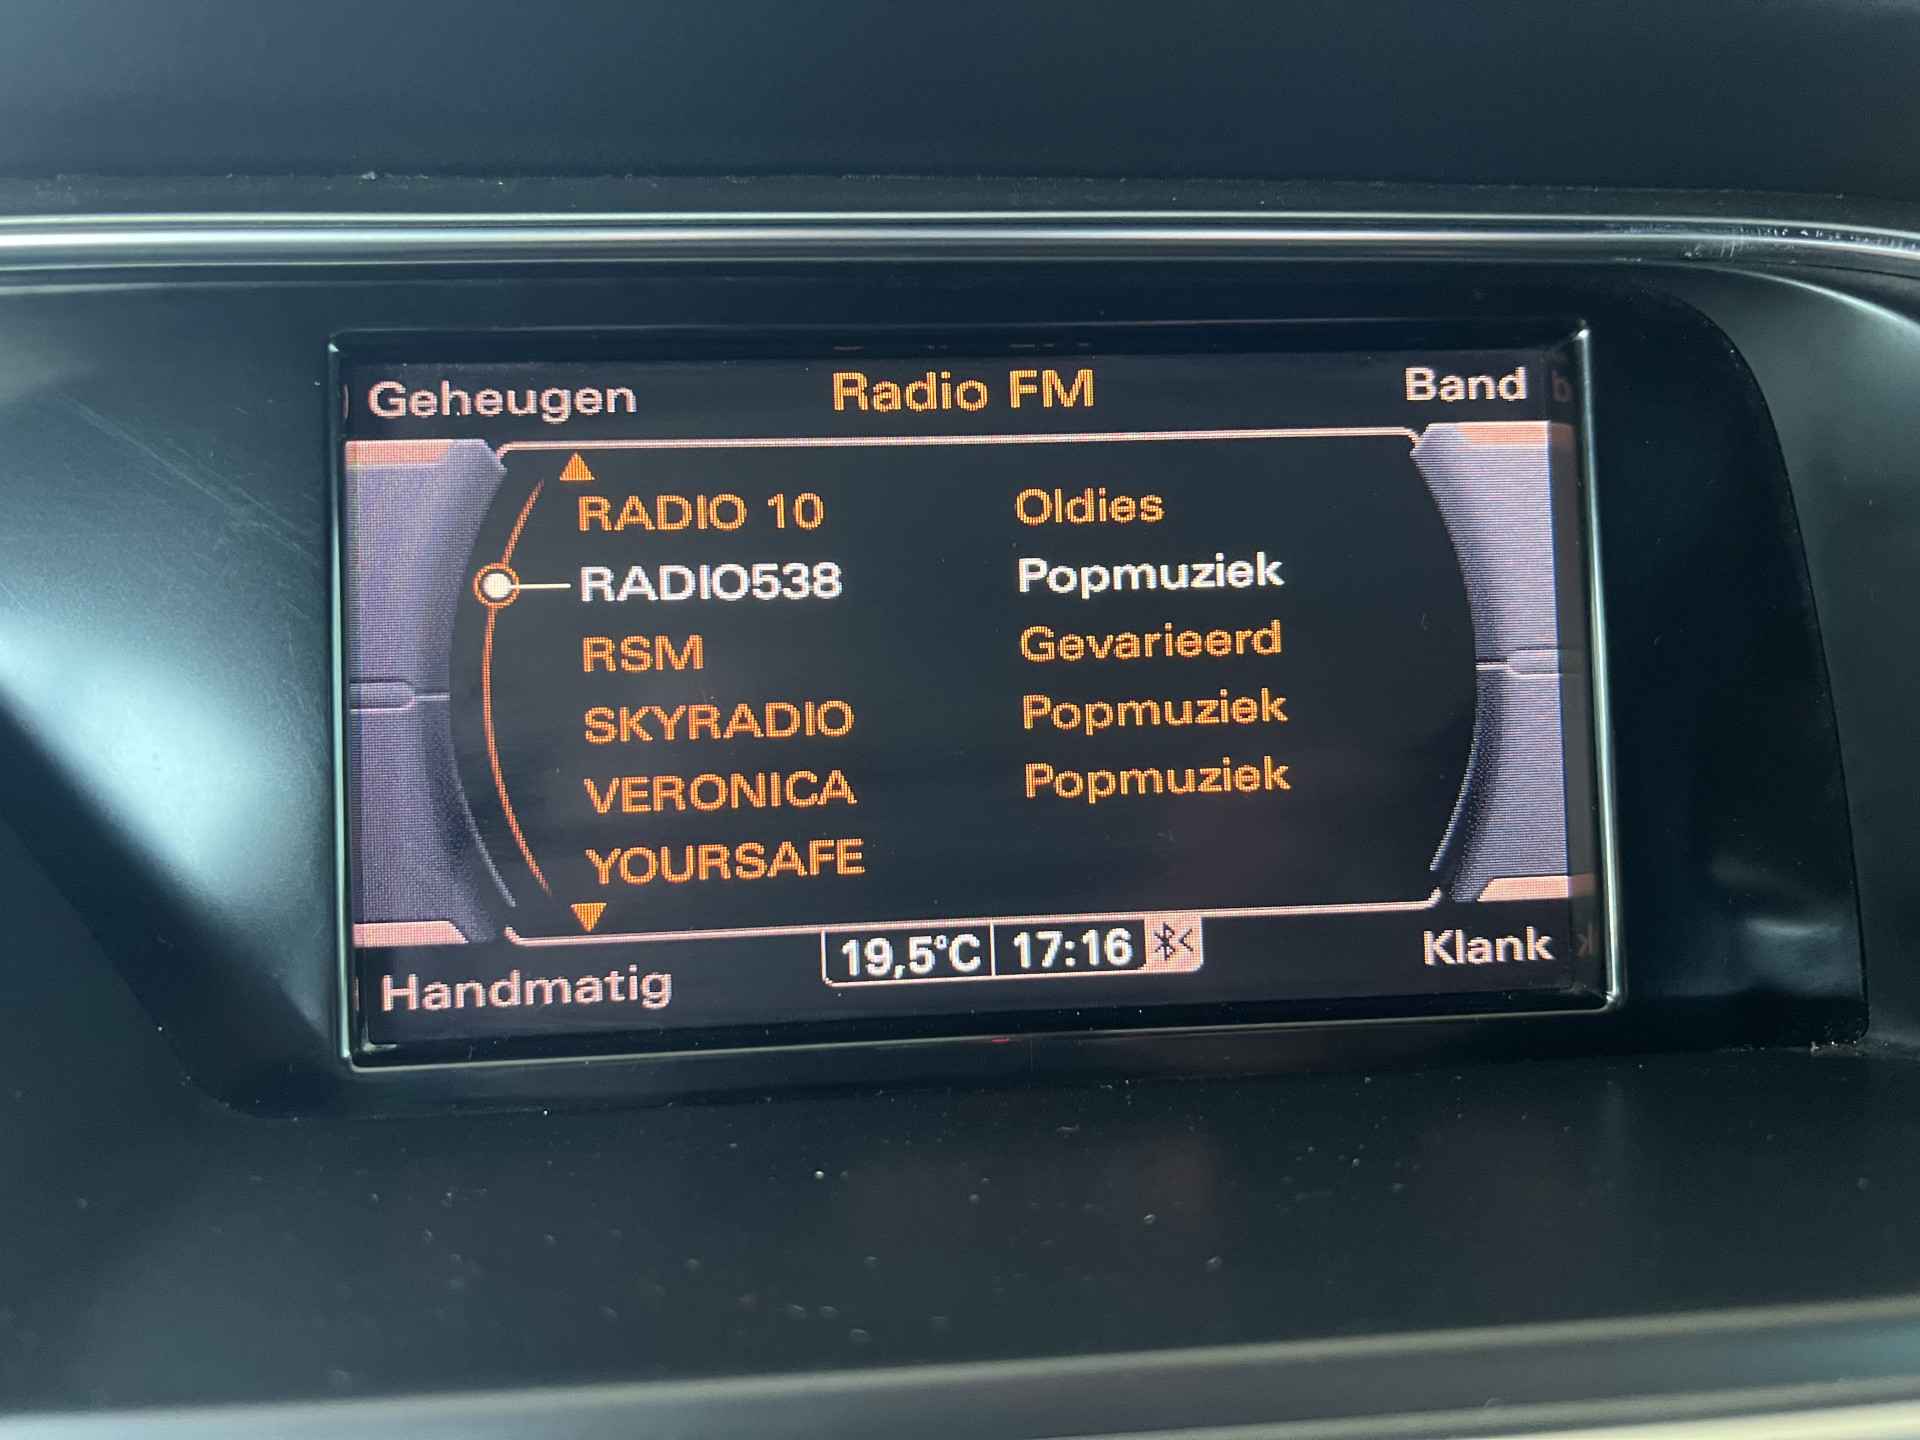 Geheugen Radio FM Band
RADIO 10 Oldies
RADIO538 Popmuziek
RSM Gevarieerd
SKYRADIO Popmuziek
VERONICA Popmuziek
YOURSAFE
Handmatig 19,5°C 17:16 Klank